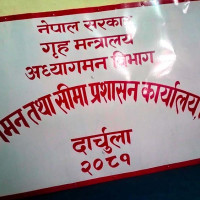 नेपाल सरकार
गृह मन्त्रालय
अध्यागमन विभाग
मन तथा सीमा प्रशासन कार्यालय,
दार्चुला
२०८१